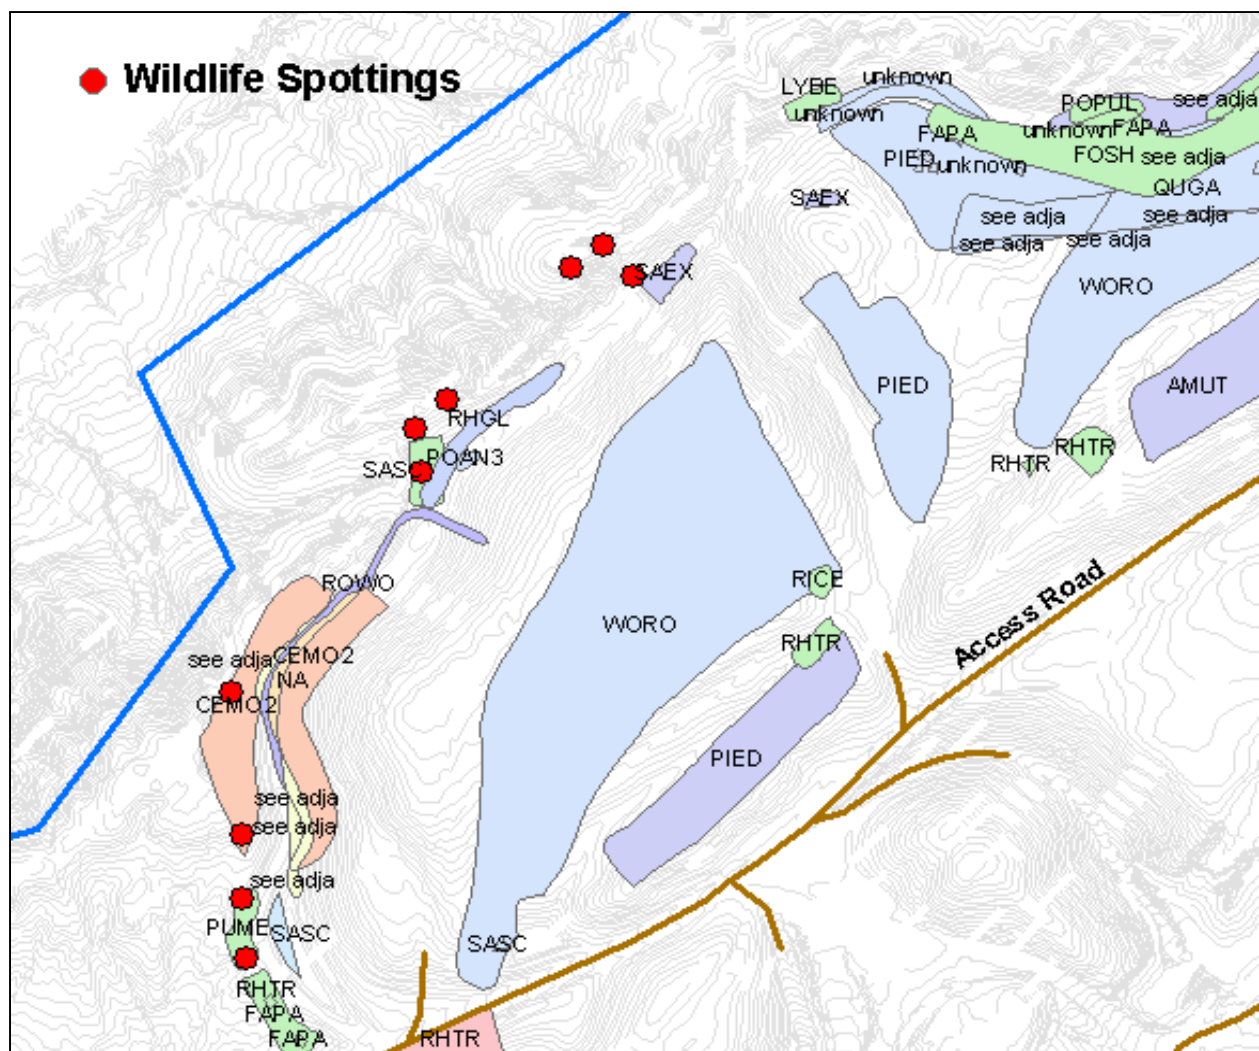 Wildlife Spottings
LYBE
unknown
unknown
POPUL
see adja
FAPA
unknown
FAPA
PIED
unknown
FOSH
see adja
QUGA
SAEX
see adja
see adja
see adja
see adja
SAEX
WORO
PIED
AMUT
RHGL
RHTR
RHTR
SASC
POAN3
ROWO
RICE
WORO
Access Road
RHTR
see adja
CEMO2
NA
CEMO2
PIED
see adja
see adja
see adja
PUME
SASC
SASC
RHTR
FAPA
FAPA
RHTR